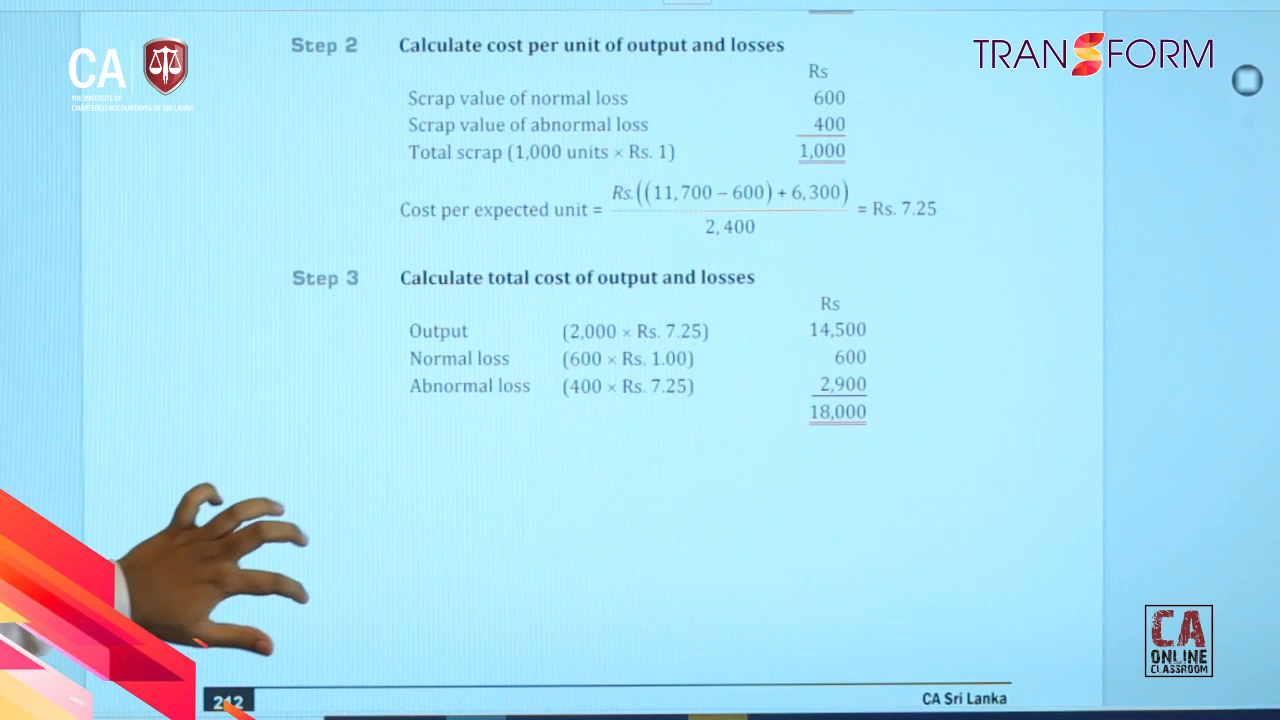 CA
THE INSTITUTE OF
CHARTERED ACCOUNTANTS OF SRI LANKA
TRANSFORM
Step 2 Calculate cost per unit of output and losses
Rs
Scrap value of normal loss 600
Scrap value of abnormal loss 400
Total scrap (1,000 units × Rs. 1) 1,000
Rs.((11,700 – 600) + 6,300)
Cost per expected unit = = Rs. 7.25
2,400
Step 3 Calculate total cost of output and losses
Rs
Output (2,000 × Rs. 7.25) 14,500
Normal loss (600 × Rs. 1.00) 600
Abnormal loss (400 × Rs. 7.25) 2,900
18,000
CA
ONLINE
CLASSROOM
212 CA Sri Lanka